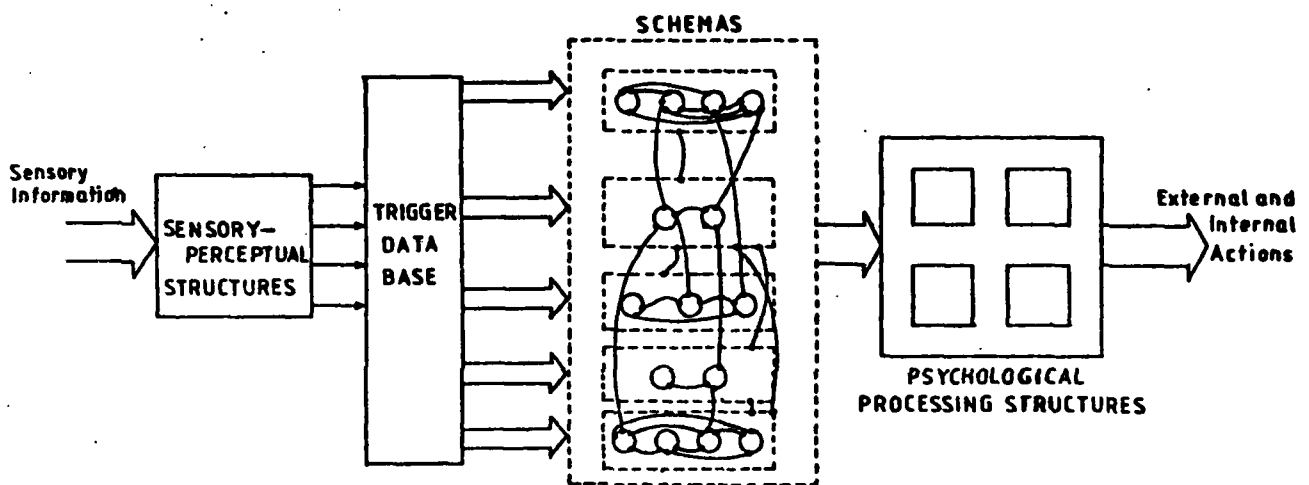 SCHEMAS
Sensory
Information
SENSORY—
PERCEPTUAL
STRUCTURES
TRIGGER
DATA
BASE
External and
Internal
Actions
PSYCHOLOGICAL
PROCESSING STRUCTURES